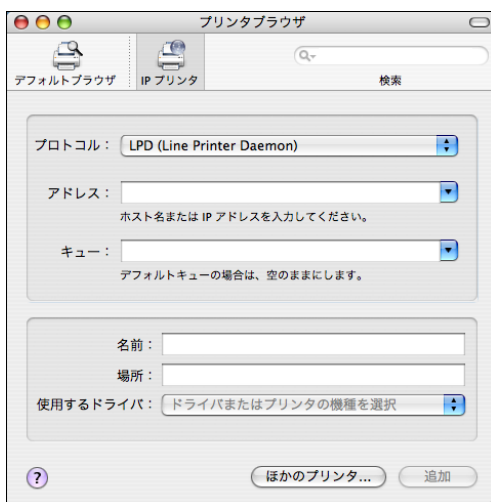 プリンタブラウザ
デフォルトブラウザ IP プリンタ 検索
プロトコル： LPD (Line Printer Daemon)
アドレス：
ホスト名または IP アドレスを入力してください。
キュー：
デフォルトキューの場合は、空のままにします。
名前：
場所：
使用するドライバ： ドライバまたはプリンタの機種を選択
? ほかのプリンタ... 追加